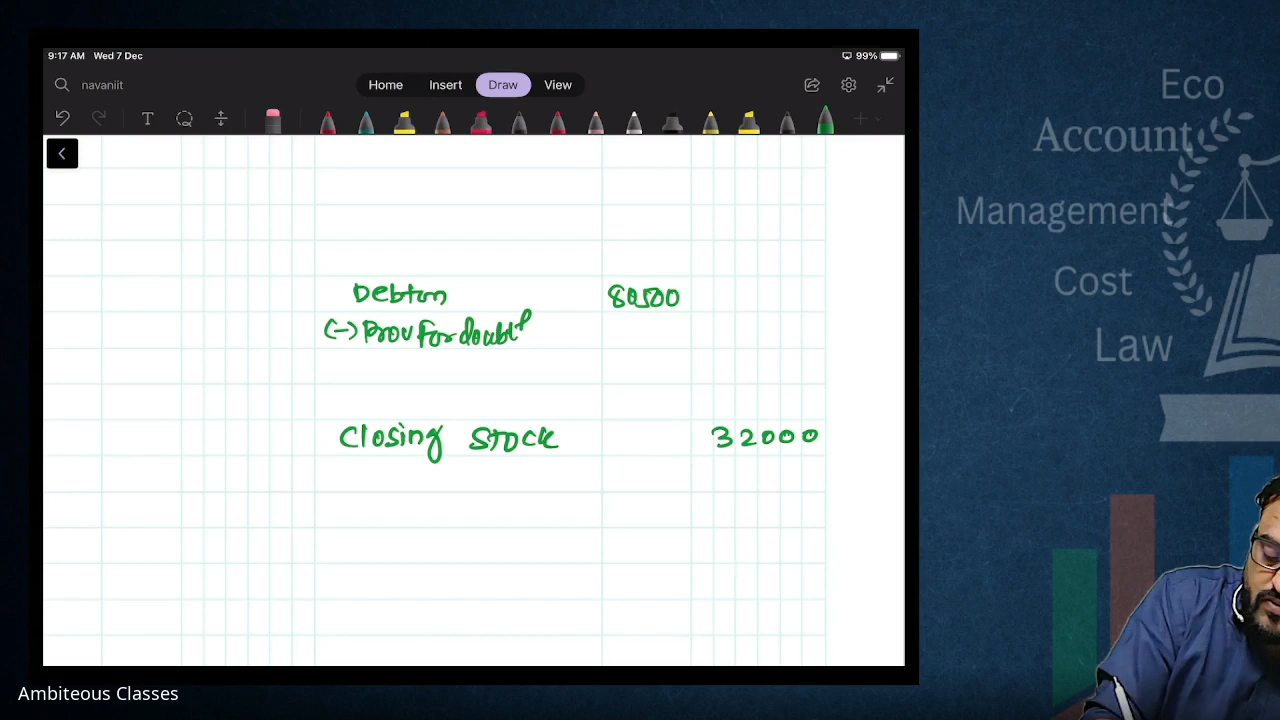 9:17 AM Wed 7 Dec 99%
navaniit Home Insert Draw View
T
Debtors 80500
(-) Prov For doubt
Closing Stock 32000
Eco
Account
Management
Cost
Law
Ambiteous Classes